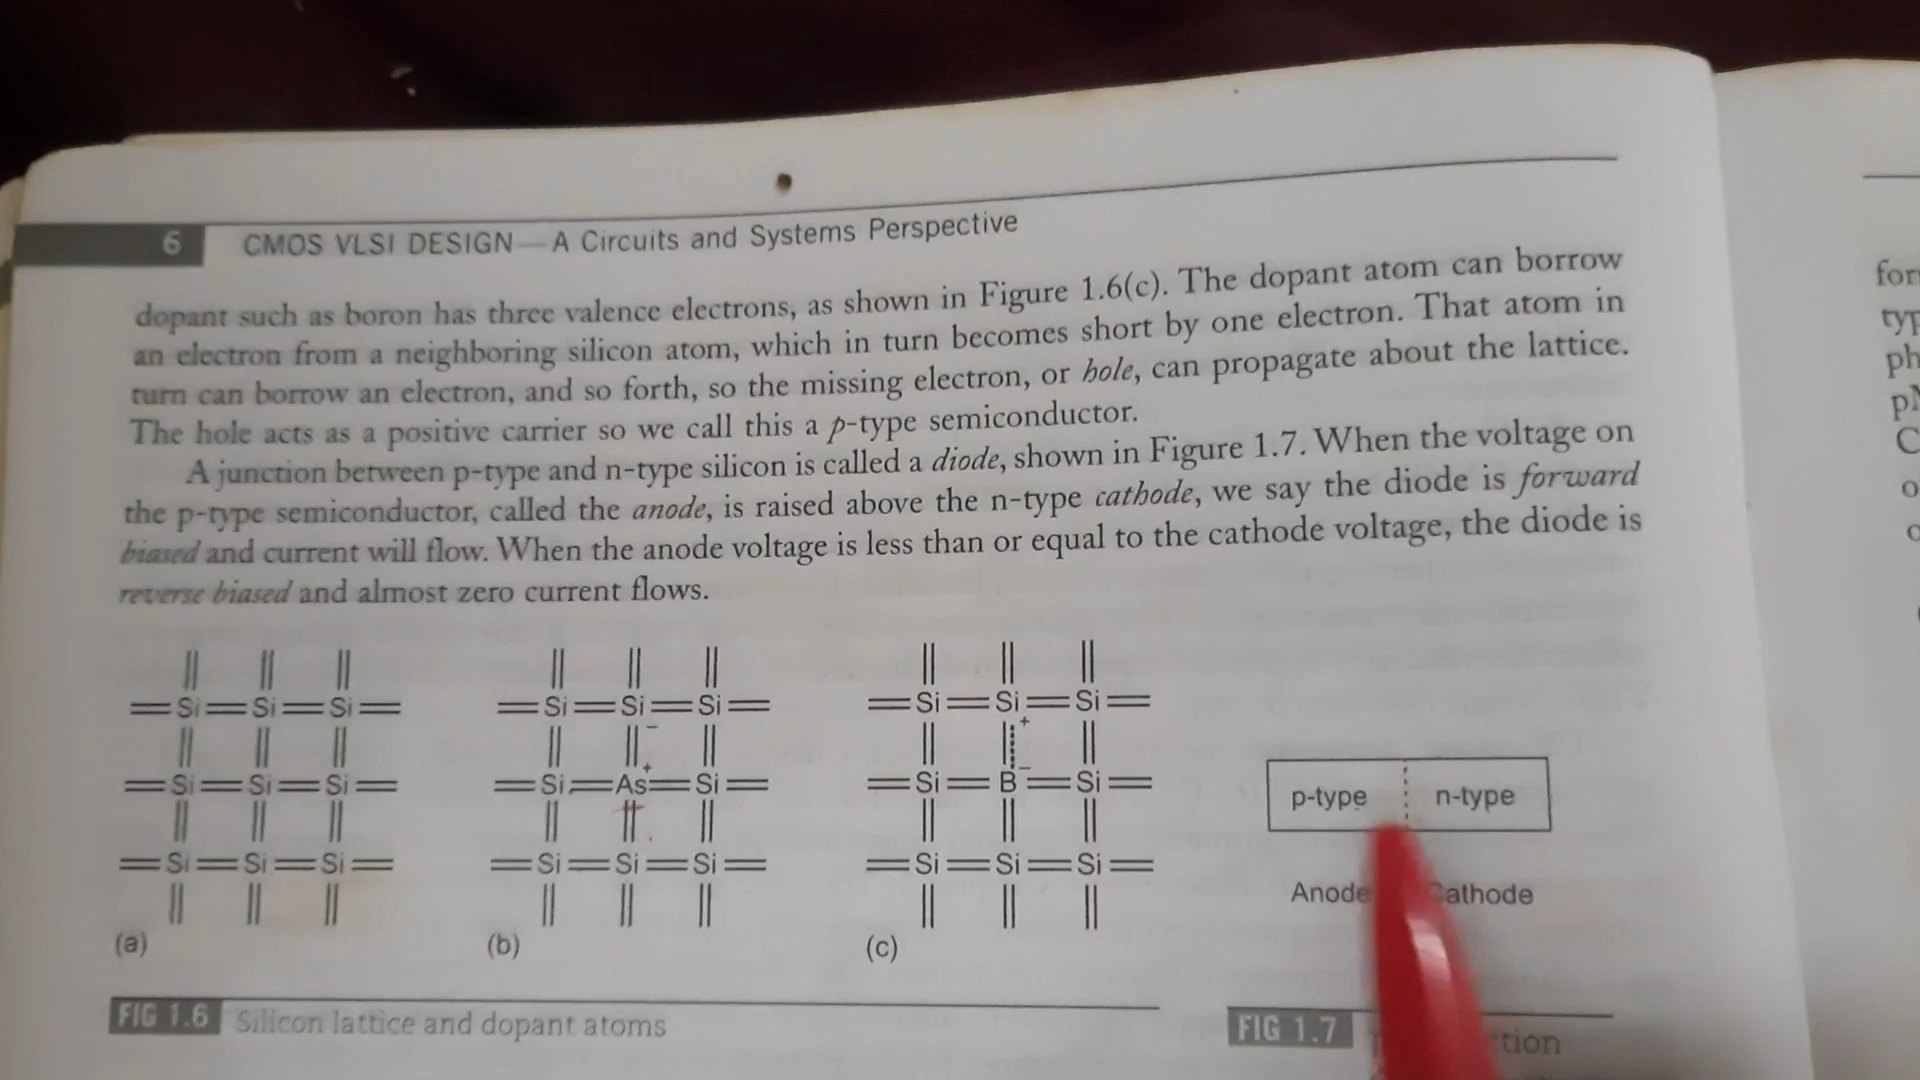 6 CMOS VLSI DESIGN—A Circuits and Systems Perspective
dopant such as boron has three valence electrons, as shown in Figure 1.6(c). The dopant atom can borrow
an electron from a neighboring silicon atom, which in turn becomes short by one electron. That atom in
turn can borrow an electron, and so forth, so the missing electron, or hole, can propagate about the lattice.
The hole acts as a positive carrier so we call this a p-type semiconductor.
A junction between p-type and n-type silicon is called a diode, shown in Figure 1.7. When the voltage on
the p-type semiconductor, called the anode, is raised above the n-type cathode, we say the diode is forward
biased and current will flow. When the anode voltage is less than or equal to the cathode voltage, the diode is
reverse biased and almost zero current flows.
Si Si Si
Si Si Si
Si Si Si
(a)
Si Si Si
-
+
Si As Si
Si Si Si
(b)
Si Si Si
+
-
Si B Si
Si Si Si
(c)
p-type n-type
Anode athode
FIG 1.6 Silicon lattice and dopant atoms
FIG 1.7 tion
for